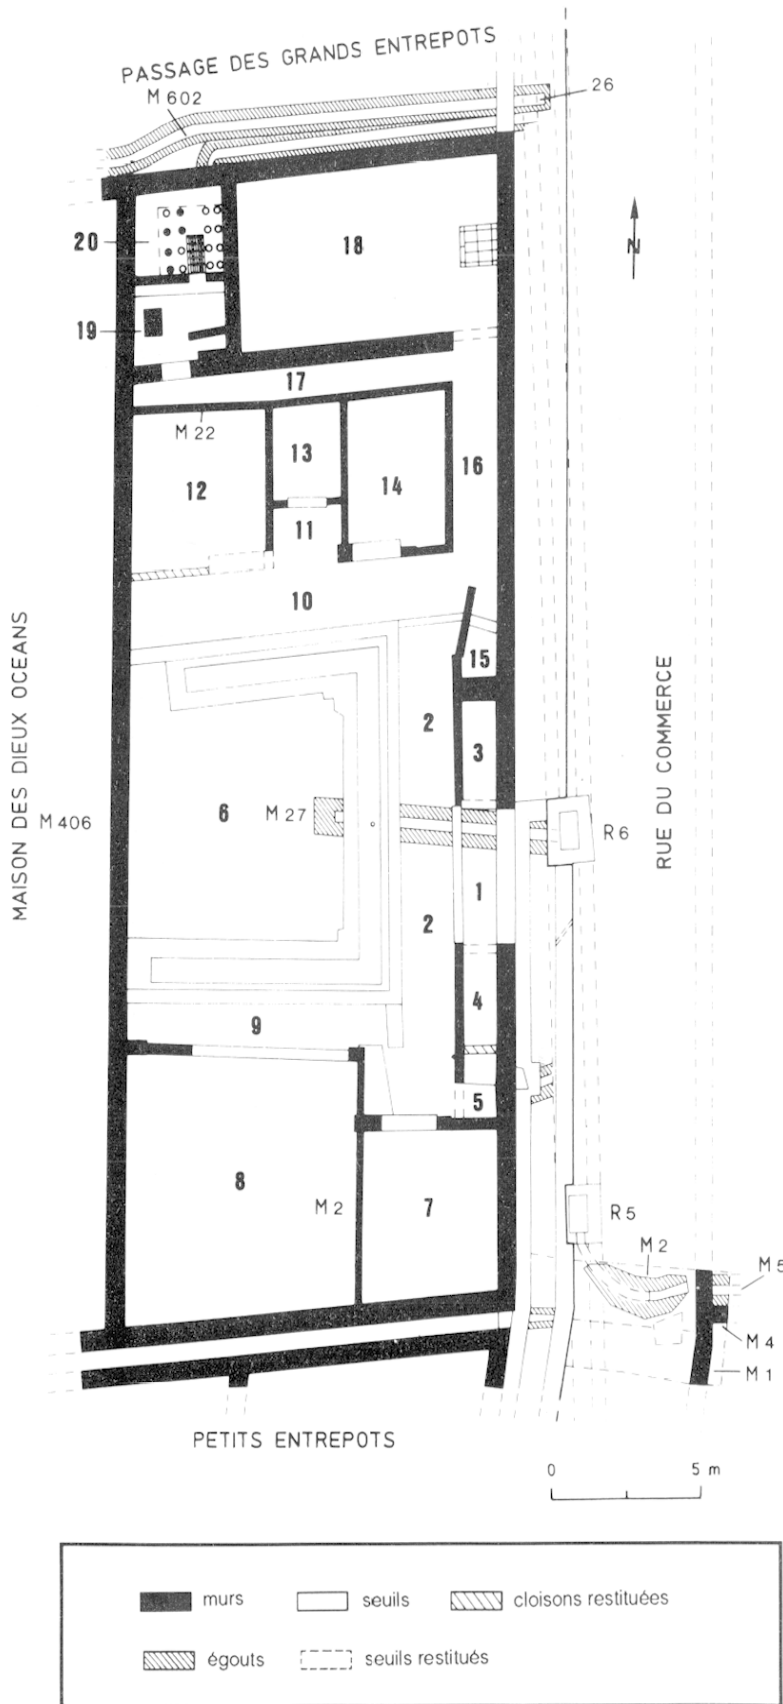 PASSAGE DES GRANDS ENTREPOTS
M 602
26
20
18
N
19
17
M 22
13
16
12
14
11
10
15
MAISON DES DIEUX OCEANS
RUE DU COMMERCE
2
3
6
M 27
M 406
R6
1
2
4
9
5
8
M 2
7
R5
M 2
M 5
M 4
M 1
PETITS ENTREPOTS
0 5 m
murs seuils cloisons restituées
égouts seuils restitués